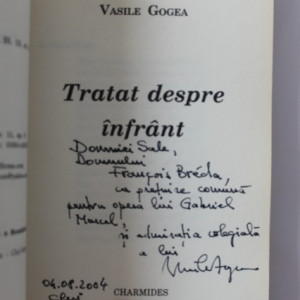 VASILE GOGEA
Tratat despre
înfrânt
Domniei Sale,
Domnului
François Bréda,
cu prețuire comună
pentru opera lui Gabriel
Marcel,
și admirația colegială
a lui
04.08.2004
Cluj
CHARMIDES